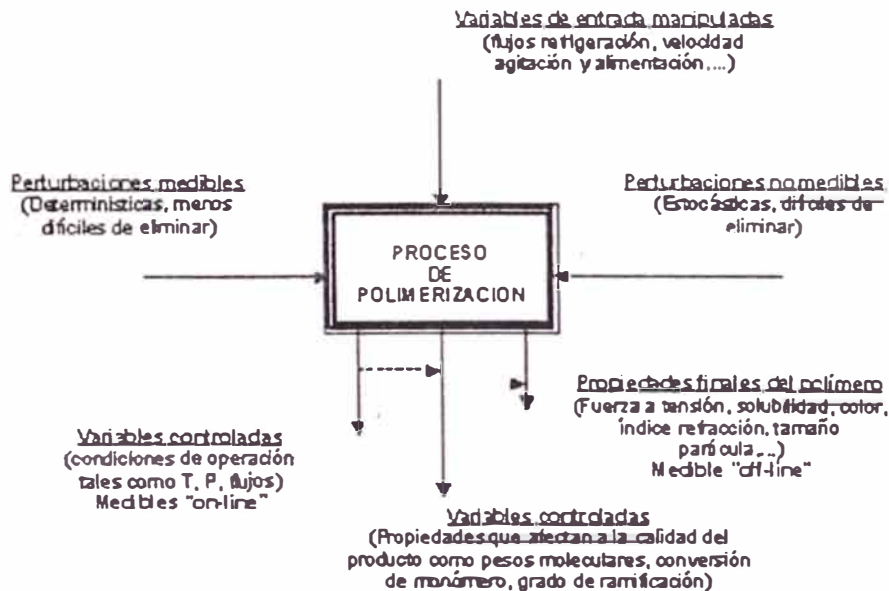 Variables de entrada manipuladas
(flujos refrigeración, velocidad
agitación y alimentación,...)
Perturbaciones medibles
(Determinísticas, menos
difíciles de eliminar)
Perturbaciones no medibles
(Estocásticas, difíciles de
eliminar)
PROCESO
DE
POLIMERIZACION
Propiedades finales del polímero
(Fuerza a tensión, solubilidad, color,
índice refracción, tamaño
partícula,...)
Medible "off-line"
Variables controladas
(condiciones de operación
tales como T, P, flujos)
Medibles "on-line"
Variables controladas
(Propiedades que afectan a la calidad del
producto como pesos moleculares, conversión
de monómero, grado de ramificación)